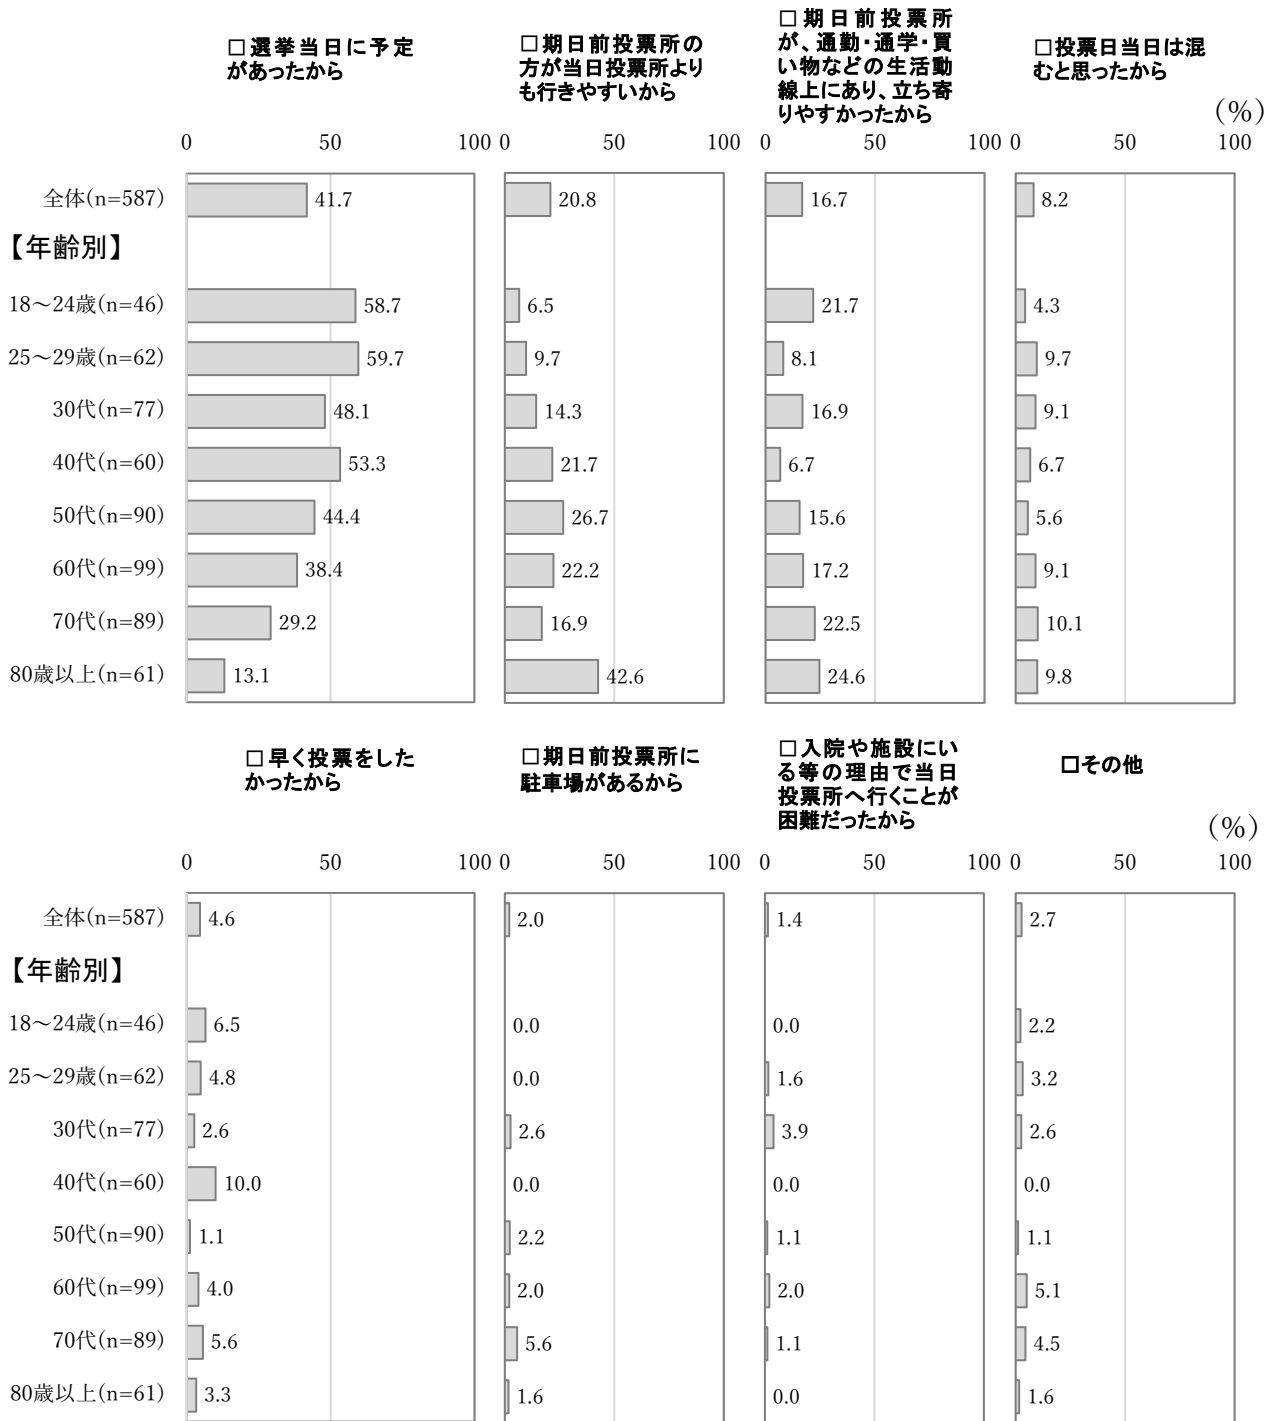 □選挙当日に予定
があったから
□期日前投票所の
方が当日投票所より
も行きやすいから
□期日前投票所
が、通勤・通学・買
い物などの生活動
線上にあり、立ち寄
りやすかったから
□投票日当日は混
むと思ったから
(%)
0 50 100 0 50 100 0 50 100 0 50 100
全体(n=587) 41.7 20.8 16.7 8.2
【年齢別】
18～24歳(n=46) 58.7 6.5 21.7 4.3
25～29歳(n=62) 59.7 9.7 8.1 9.7
30代(n=77) 48.1 14.3 16.9 9.1
40代(n=60) 53.3 21.7 6.7 6.7
50代(n=90) 44.4 26.7 15.6 5.6
60代(n=99) 38.4 22.2 17.2 9.1
70代(n=89) 29.2 16.9 22.5 10.1
80歳以上(n=61) 13.1 42.6 24.6 9.8
□早く投票をした
かったから
□期日前投票所に
駐車場があるから
□入院や施設にい
る等の理由で当日
投票所へ行くことが
困難だったから
□その他
(%)
0 50 100 0 50 100 0 50 100 0 50 100
全体(n=587) 4.6 2.0 1.4 2.7
【年齢別】
18～24歳(n=46) 6.5 0.0 0.0 2.2
25～29歳(n=62) 4.8 0.0 1.6 3.2
30代(n=77) 2.6 2.6 3.9 2.6
40代(n=60) 10.0 0.0 0.0 0.0
50代(n=90) 1.1 2.2 1.1 1.1
60代(n=99) 4.0 2.0 2.0 5.1
70代(n=89) 5.6 5.6 1.1 4.5
80歳以上(n=61) 3.3 1.6 0.0 1.6